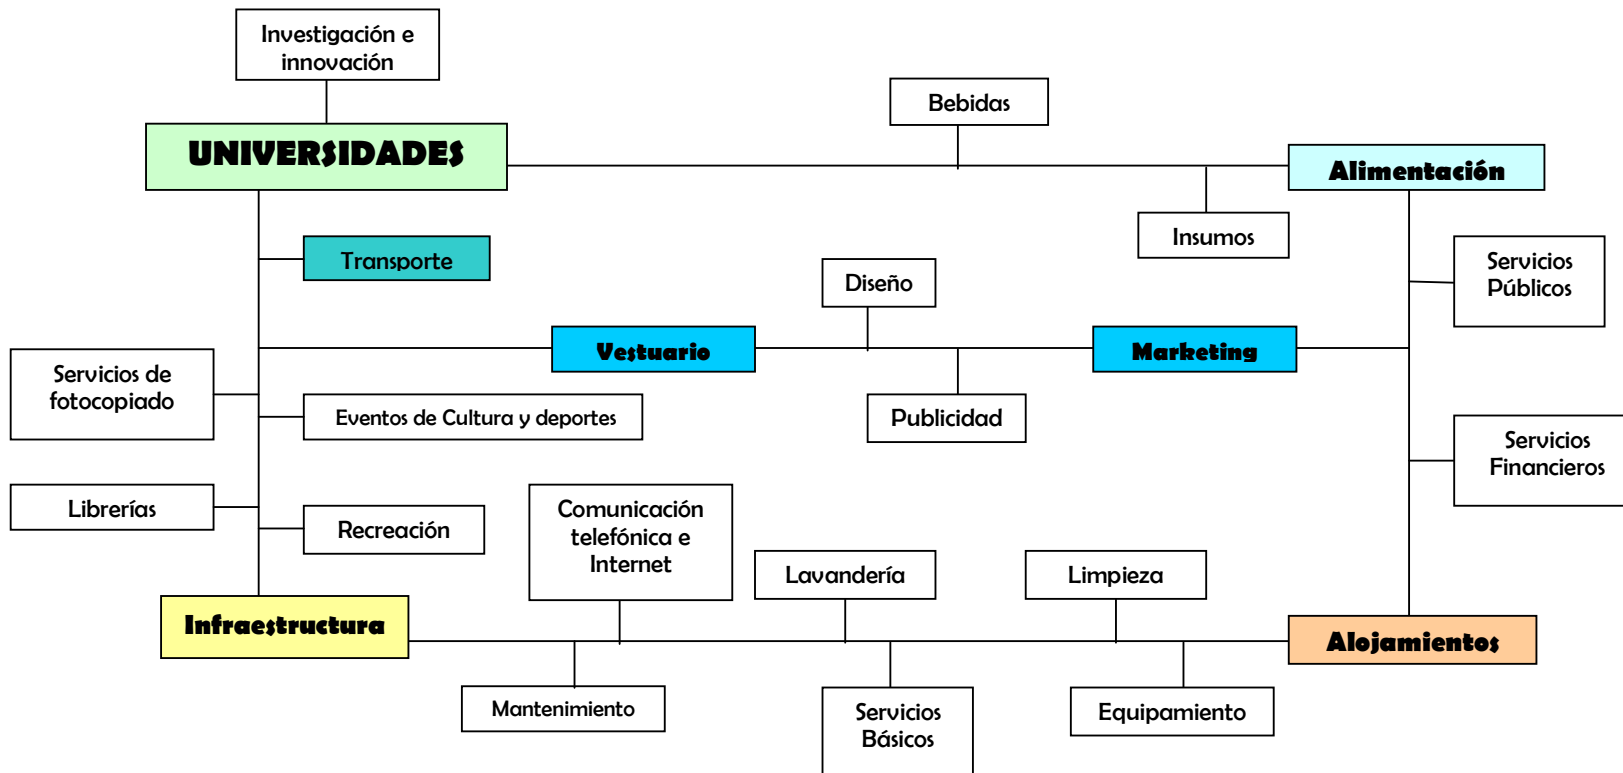 Investigación e
innovación
Bebidas
UNIVERSIDADES
Alimentación
Insumos
Transporte
Servicios
Públicos
Diseño
Vestuario
Marketing
Servicios de
fotocopiado
Eventos de Cultura y deportes
Publicidad
Servicios
Financieros
Librerías
Recreación
Comunicación
telefónica e
Internet
Lavandería
Limpieza
Infraestructura
Alojamientos
Mantenimiento
Servicios
Básicos
Equipamiento